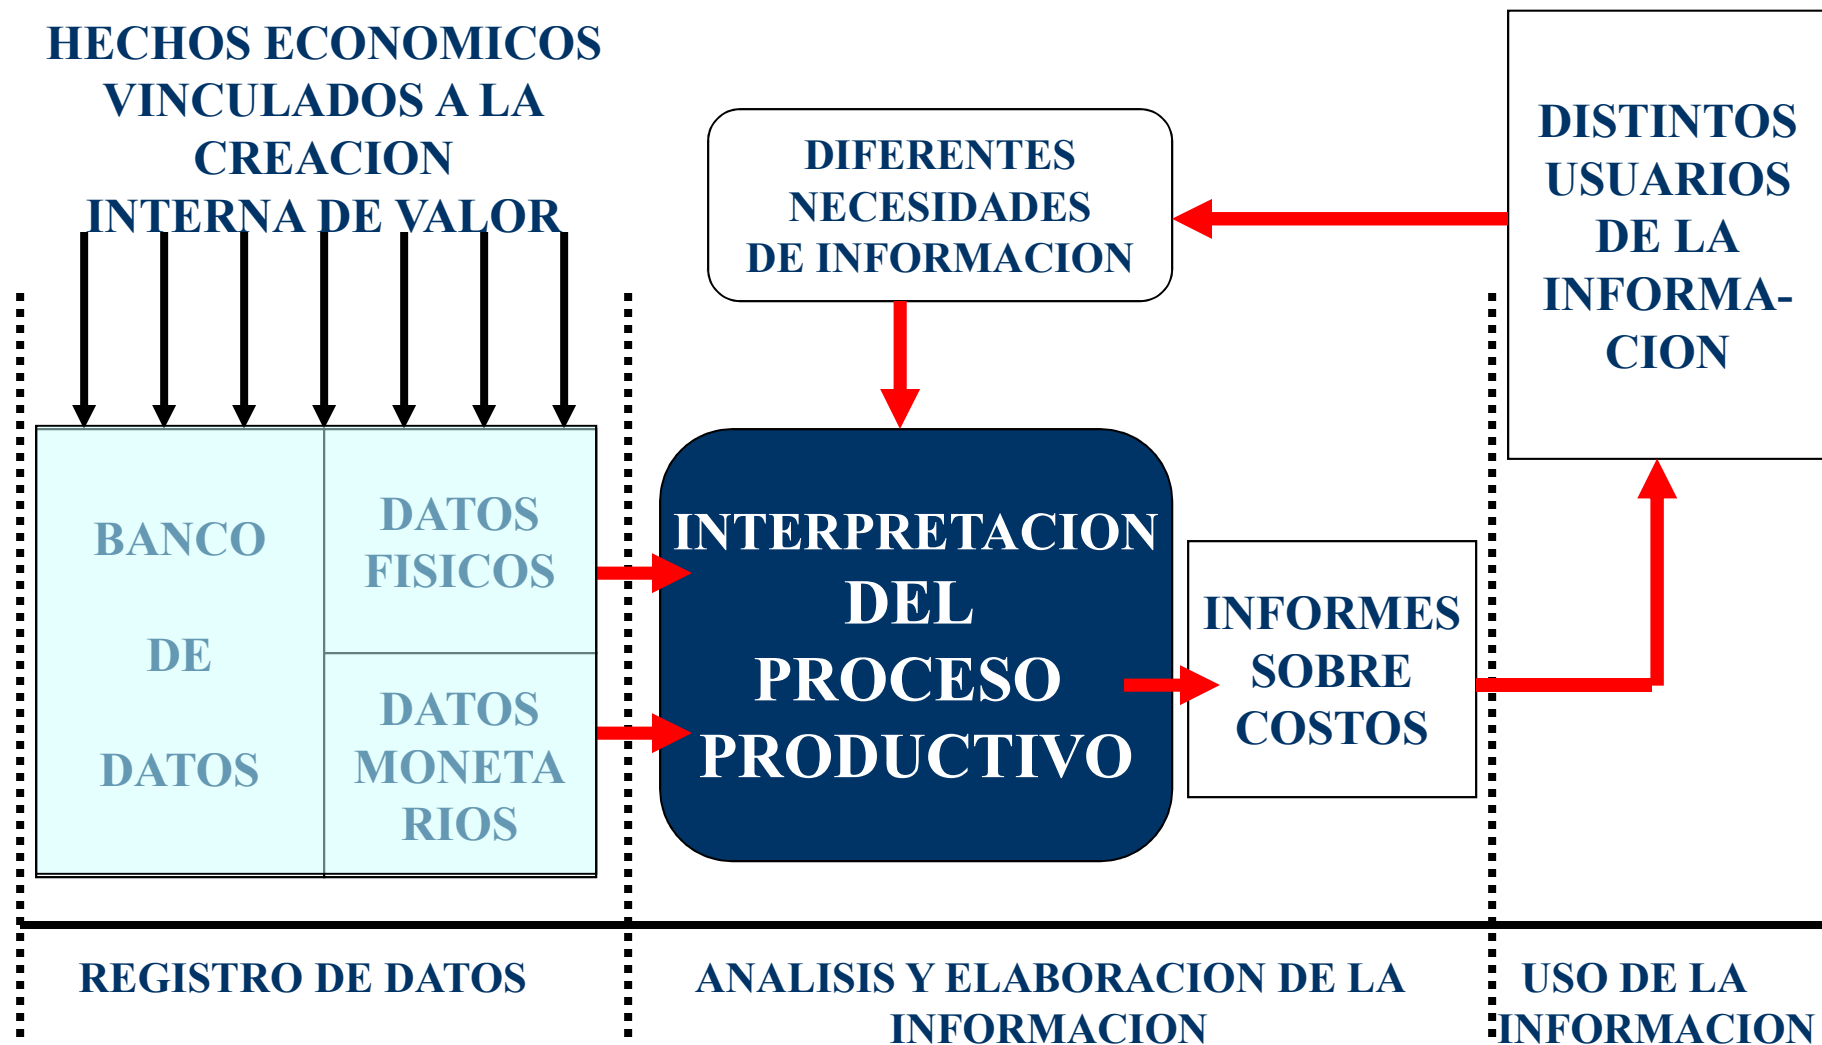 HECHOS ECONOMICOS
VINCULADOS A LA
CREACION
INTERNA DE VALOR
DIFERENTES
NECESIDADES
DE INFORMACION
DISTINTOS
USUARIOS
DE LA
INFORMA-
CION
BANCO
DE
DATOS
DATOS
FISICOS
DATOS
MONETA
RIOS
INTERPRETACION
DEL
PROCESO
PRODUCTIVO
INFORMES
SOBRE
COSTOS
REGISTRO DE DATOS
ANALISIS Y ELABORACION DE LA
INFORMACION
USO DE LA
INFORMACION